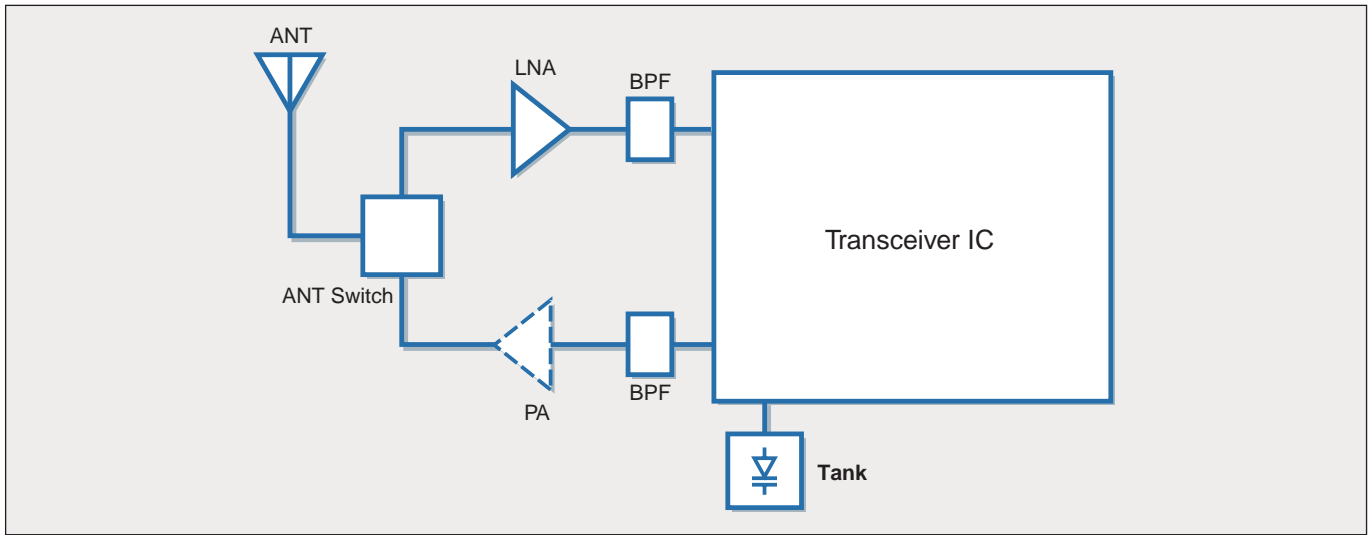 ANT
LNA
BPF
Transceiver IC
ANT Switch
PA
BPF
Tank